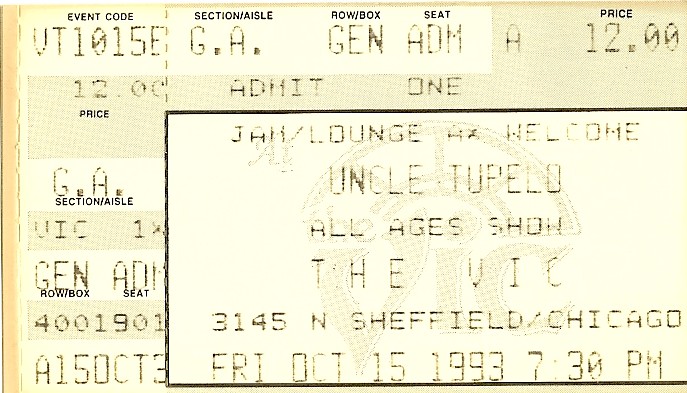 EVENT CODE SECTION/AISLE ROW/BOX SEAT PRICE
VT1015E G.A. GEN ADM A 12.00
12.00 ADMIT ONE
PRICE
JAM/LOUNGE AX WELCOME
G.A. UNCLE TUPELO
SECTION/AISLE
VIC 1X ALL AGES SHOW
GEN ADM THE VIC
ROW/BOX SEAT
4001901 3145 N SHEFFIELD/CHICAGO
A15OCT3 FRI OCT 15 1993 7:30 PM